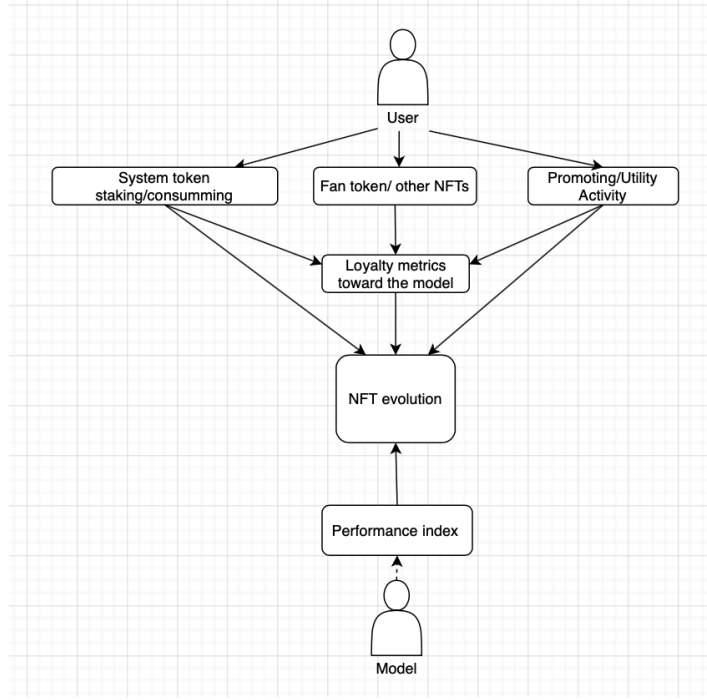 User
System token
staking/consumming
Fan token/ other NFTs
Promoting/Utility
Activity
Loyalty metrics
toward the model
NFT evolution
Performance index
Model